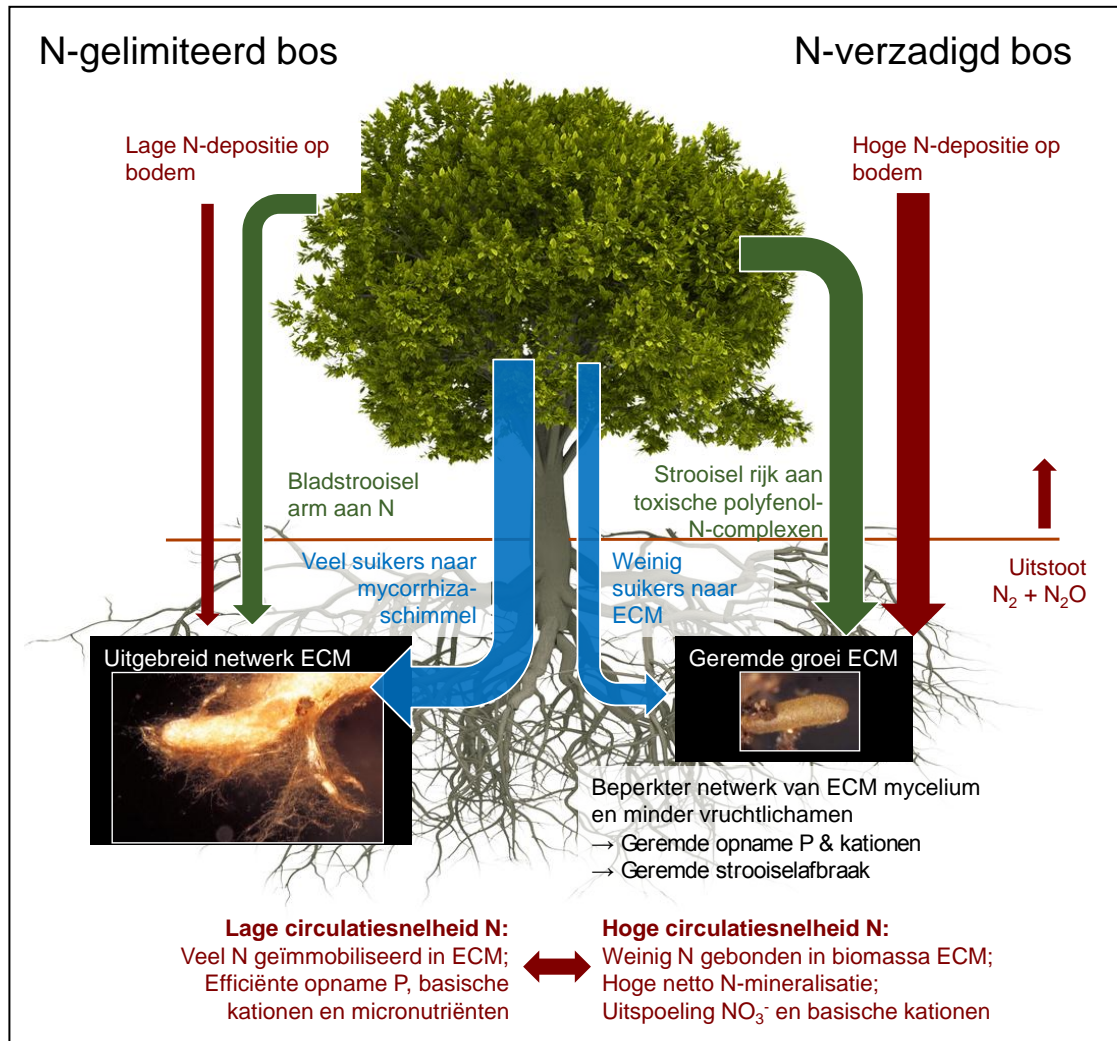 N-gelimiteerd bos
N-verzadigd bos
Lage N-depositie op
bodem
Hoge N-depositie op
bodem
Bladstrooisel
arm aan N
Strooisel rijk aan
toxische polyfenol-
N-complexen
Veel suikers naar
mycorrhiza-
schimmel
Weinig
suikers naar
ECM
Uitstoot
N₂ + N₂O
Uitgebreid netwerk ECM
Geremde groei ECM
Beperkter netwerk van ECM mycelium
en minder vruchtlichamen
→ Geremde opname P & kationen
→ Geremde strooiselafbraak
Lage circulatiesnelheid N:
Veel N geïmmobiliseerd in ECM;
Efficiënte opname P, basische
kationen en micronutriënten
Hoge circulatiesnelheid N:
Weinig N gebonden in biomassa ECM;
Hoge netto N-mineralisatie;
Uitspoeling NO₃⁻ en basische kationen